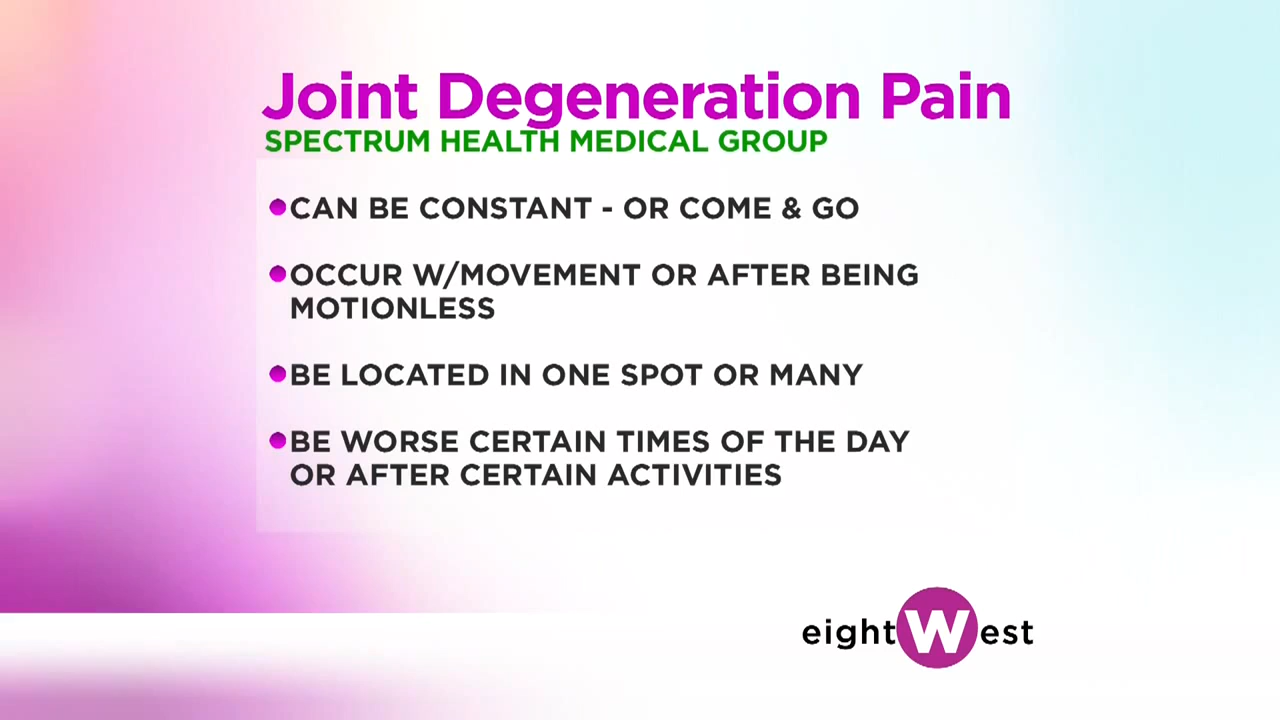 Joint Degeneration Pain
SPECTRUM HEALTH MEDICAL GROUP
CAN BE CONSTANT - OR COME & GO
OCCUR W/MOVEMENT OR AFTER BEING
MOTIONLESS
BE LOCATED IN ONE SPOT OR MANY
BE WORSE CERTAIN TIMES OF THE DAY
OR AFTER CERTAIN ACTIVITIES
eightWest